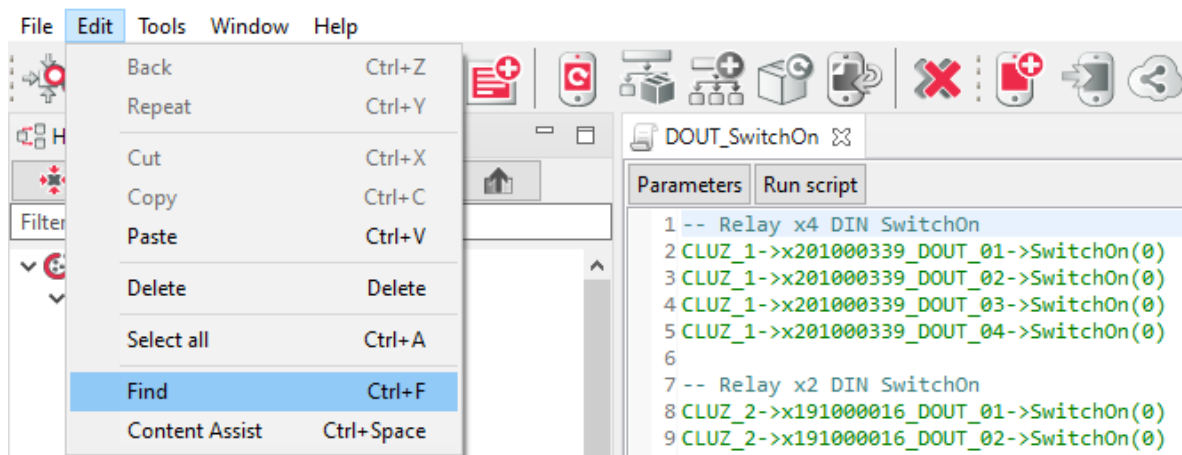 File Edit Tools Window Help
Back Ctrl+Z
Repeat Ctrl+Y
Cut Ctrl+X
Copy Ctrl+C
Paste Ctrl+V
Delete Delete
Select all Ctrl+A
Find Ctrl+F
Content Assist Ctrl+Space
H
Filter
DOUT_SwitchOn
Parameters Run script
1 -- Relay x4 DIN SwitchOn
2 CLUZ_1->x201000339_DOUT_01->SwitchOn(0)
3 CLUZ_1->x201000339_DOUT_02->SwitchOn(0)
4 CLUZ_1->x201000339_DOUT_03->SwitchOn(0)
5 CLUZ_1->x201000339_DOUT_04->SwitchOn(0)
6
7 -- Relay x2 DIN SwitchOn
8 CLUZ_2->x191000016_DOUT_01->SwitchOn(0)
9 CLUZ_2->x191000016_DOUT_02->SwitchOn(0)